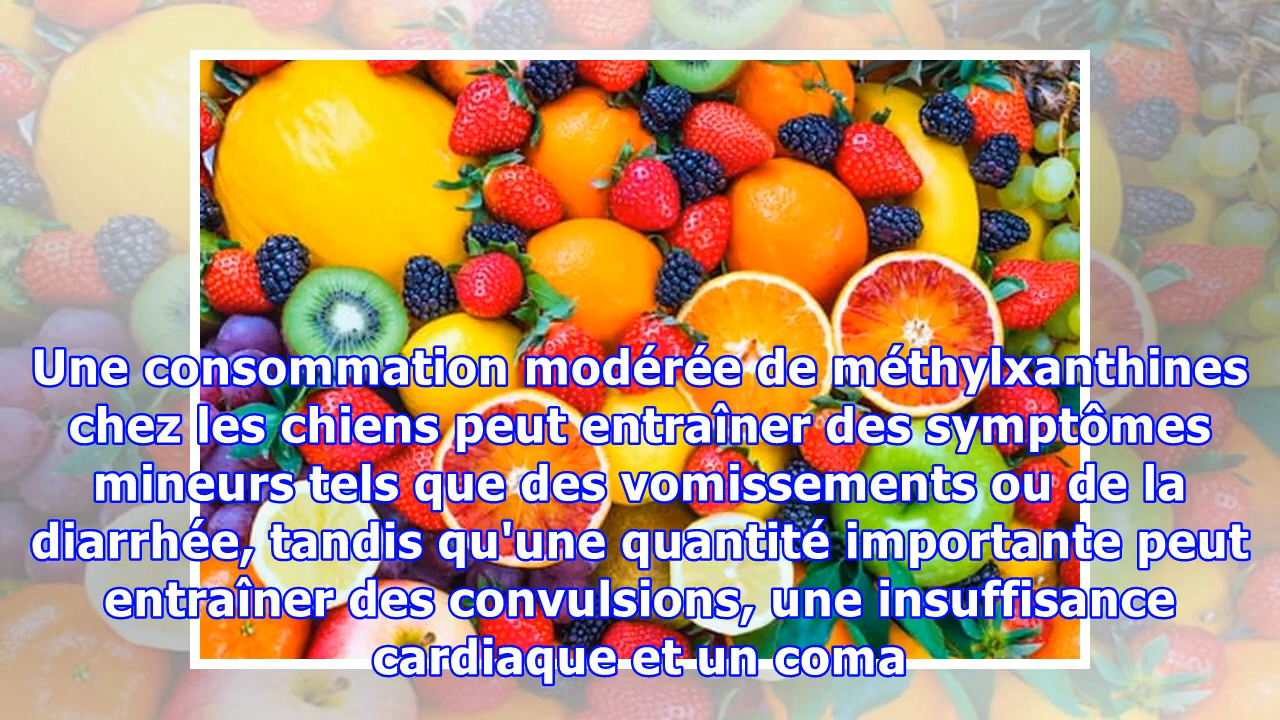 Une consommation modérée de méthylxanthines
chez les chiens peut entraîner des symptômes
mineurs tels que des vomissements ou de la
diarrhée, tandis qu'une quantité importante peut
entraîner des convulsions, une insuffisance
cardiaque et un coma